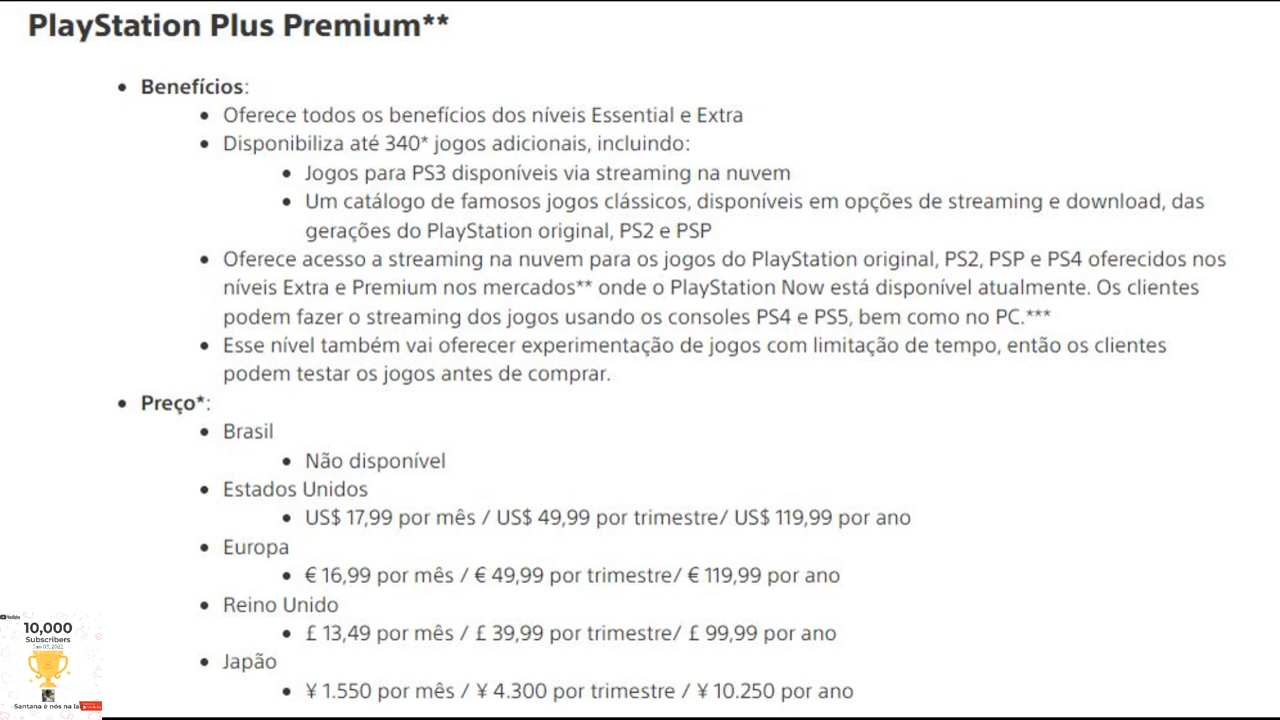 PlayStation Plus Premium**
• Benefícios:
• Oferece todos os benefícios dos níveis Essential e Extra
• Disponibiliza até 340* jogos adicionais, incluindo:
• Jogos para PS3 disponíveis via streaming na nuvem
• Um catálogo de famosos jogos clássicos, disponíveis em opções de streaming e download, das
gerações do PlayStation original, PS2 e PSP
• Oferece acesso a streaming na nuvem para os jogos do PlayStation original, PS2, PSP e PS4 oferecidos nos
níveis Extra e Premium nos mercados** onde o PlayStation Now está disponível atualmente. Os clientes
podem fazer o streaming dos jogos usando os consoles PS4 e PS5, bem como no PC.***
• Esse nível também vai oferecer experimentação de jogos com limitação de tempo, então os clientes
podem testar os jogos antes de comprar.
• Preço*:
• Brasil
• Não disponível
• Estados Unidos
• US$ 17,99 por mês / US$ 49,99 por trimestre/ US$ 119,99 por ano
• Europa
• € 16,99 por mês / € 49,99 por trimestre/ € 119,99 por ano
• Reino Unido
• £ 13,49 por mês / £ 39,99 por trimestre/ £ 99,99 por ano
• Japão
• ¥ 1.550 por mês / ¥ 4.300 por trimestre / ¥ 10.250 por ano
YouTube
10,000
Subscribers
Jan 03, 2022
Santana é nós na la